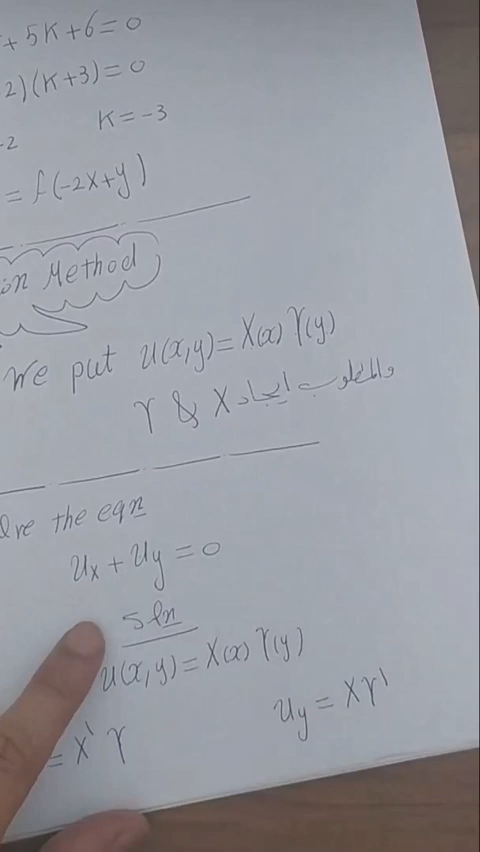 + 5K + 6 = 0
2)(K+3) = 0
-2 K = -3
= f(-2x+y)
on Method
We put u(x,y) = X(x) Y(y)
والمطلوب ايجاد X & Y
lve the eqn
Ux + Uy = 0
Sln
U(x,y) = X(x) Y(y)
= X' Y Uy = XY'